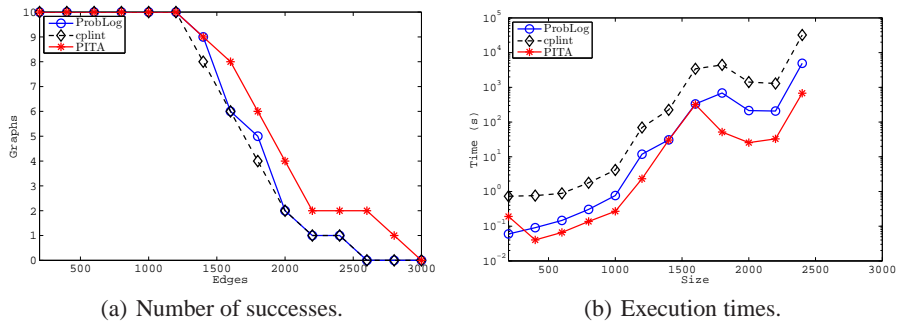 10
9
8
7
6
5
4
3
2
1
0
Graphs
ProbLog
cplint
PITA
500 1000 1500 2000 2500 3000
Edges
(a) Number of successes.
10^5
10^4
10^3
10^2
10^1
10^0
10^-1
10^-2
Time (s)
ProbLog
cplint
PITA
500 1000 1500 2000 2500 3000
Size
(b) Execution times.